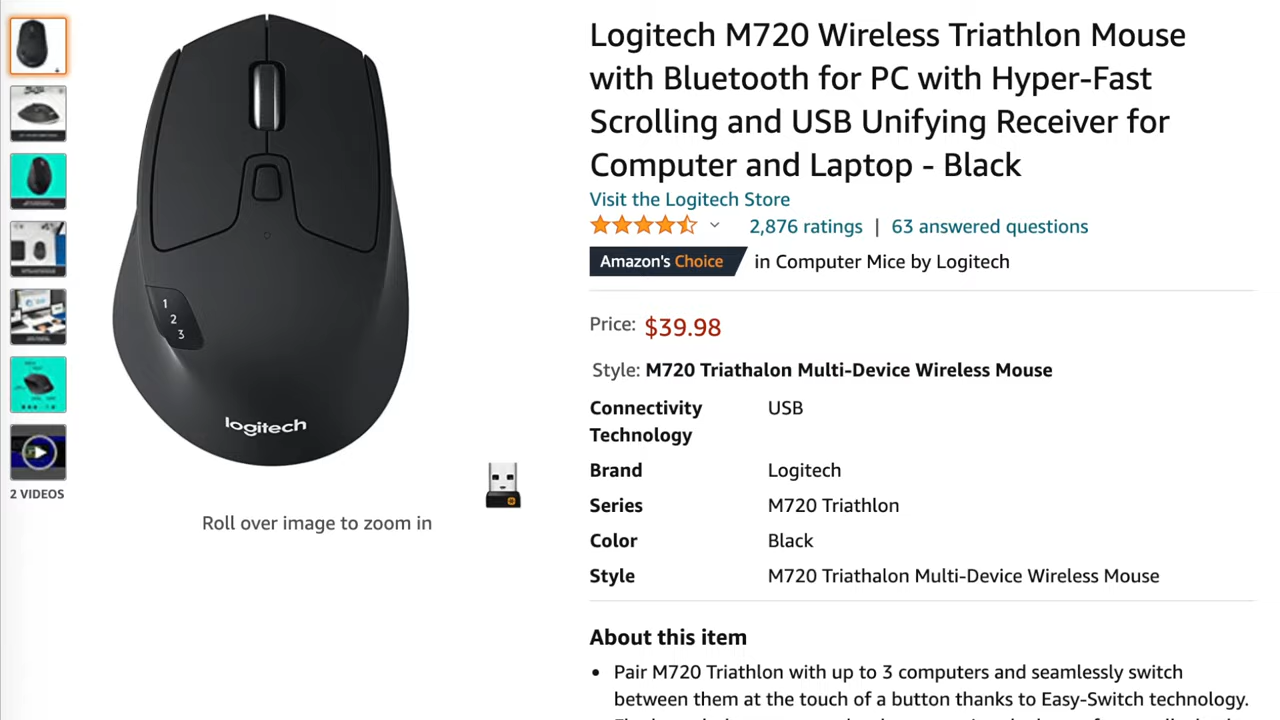 Logitech M720 Wireless Triathlon Mouse
with Bluetooth for PC with Hyper-Fast
Scrolling and USB Unifying Receiver for
Computer and Laptop - Black
Visit the Logitech Store
2,876 ratings | 63 answered questions
Amazon's Choice in Computer Mice by Logitech
Price: $39.98
Style: M720 Triathalon Multi-Device Wireless Mouse
Connectivity Technology USB
Brand Logitech
Series M720 Triathlon
Color Black
Style M720 Triathalon Multi-Device Wireless Mouse
About this item
• Pair M720 Triathlon with up to 3 computers and seamlessly switch
between them at the touch of a button thanks to Easy-Switch technology.
1
2
3
logitech
2 VIDEOS
Roll over image to zoom in